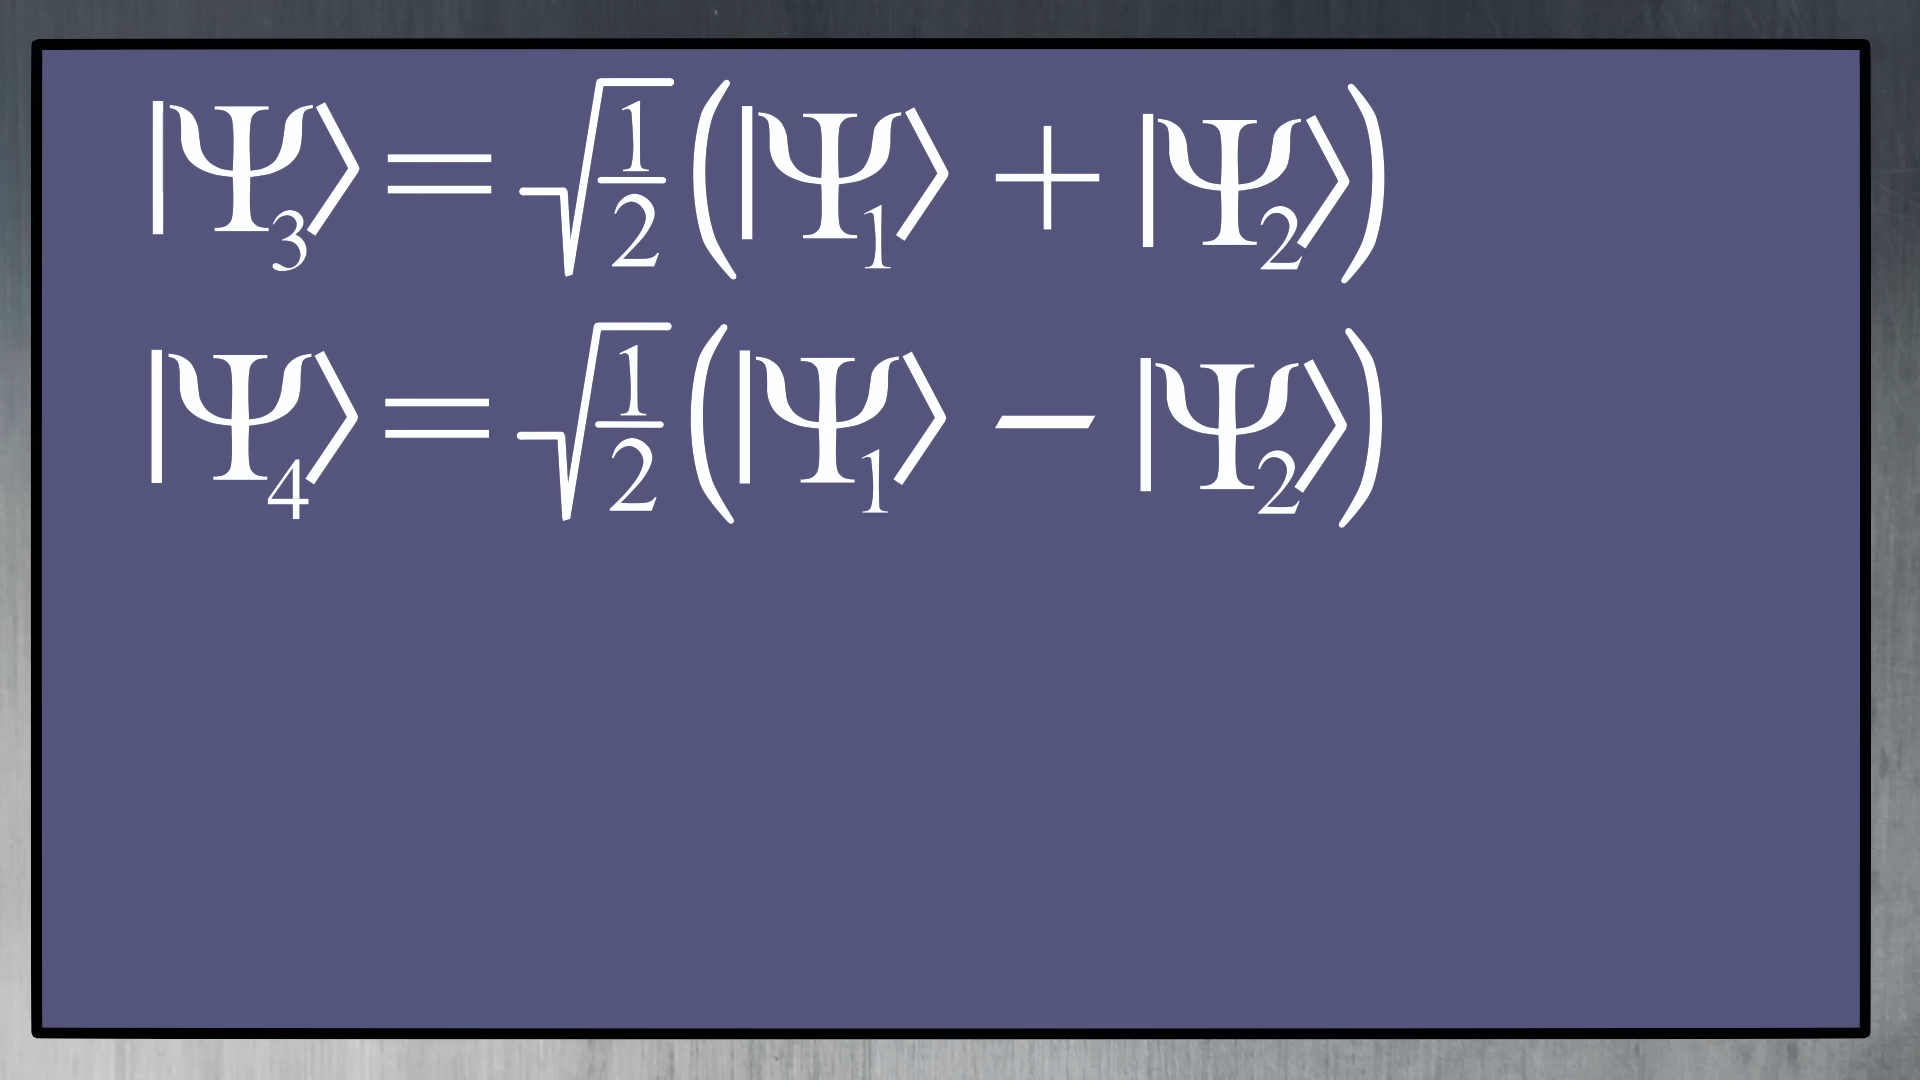 |Ψ₃⟩ = √(1/2) (|Ψ₁⟩ + |Ψ₂⟩)
|Ψ₄⟩ = √(1/2) (|Ψ₁⟩ − |Ψ₂⟩)